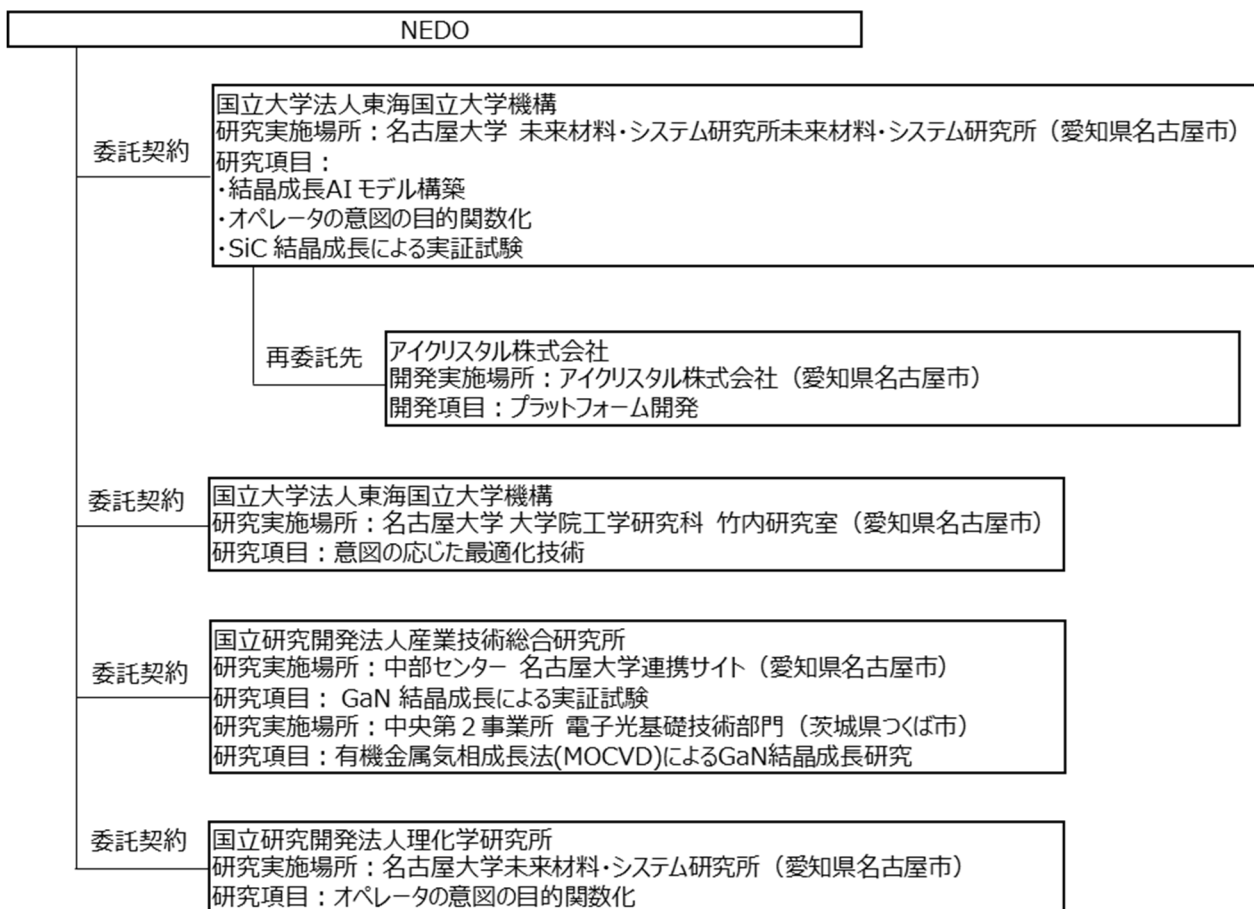 NEDO
委託契約
国立大学法人東海国立大学機構
研究実施場所：名古屋大学 未来材料・システム研究所未来材料・システム研究所（愛知県名古屋市）
研究項目：
・結晶成長AI モデル構築
・オペレータの意図の目的関数化
・SiC 結晶成長による実証試験
再委託先
アイクリスタル株式会社
開発実施場所：アイクリスタル株式会社（愛知県名古屋市）
開発項目：プラットフォーム開発
委託契約
国立大学法人東海国立大学機構
研究実施場所：名古屋大学 大学院工学研究科 竹内研究室（愛知県名古屋市）
研究項目：意図の応じた最適化技術
委託契約
国立研究開発法人産業技術総合研究所
研究実施場所：中部センター 名古屋大学連携サイト（愛知県名古屋市）
研究項目： GaN 結晶成長による実証試験
研究実施場所：中央第２事業所 電子光基礎技術部門（茨城県つくば市）
研究項目：有機金属気相成長法(MOCVD)によるGaN結晶成長研究
委託契約
国立研究開発法人理化学研究所
研究実施場所：名古屋大学未来材料・システム研究所（愛知県名古屋市）
研究項目：オペレータの意図の目的関数化